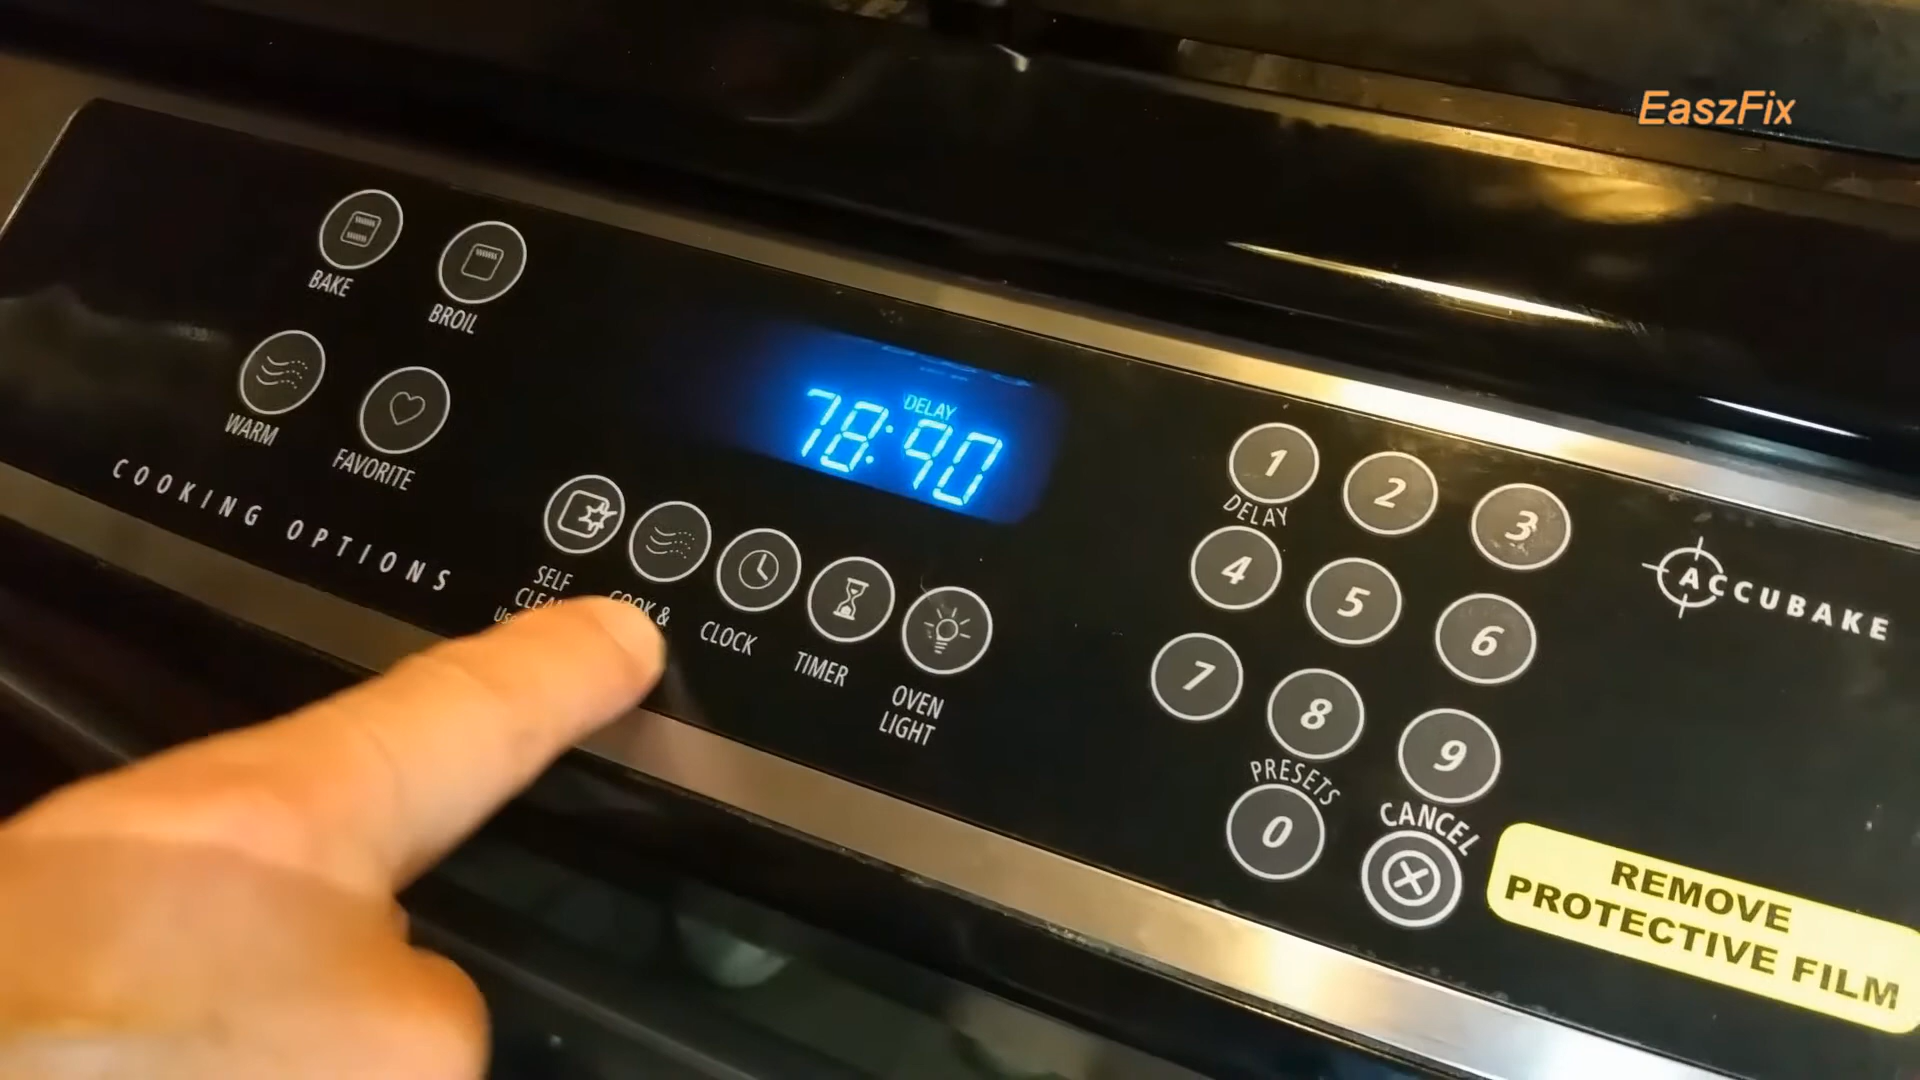 EaszFix
BAKE
BROIL
WARM
FAVORITE
COOKING OPTIONS
DELAY
78:90
SELF
COOK &
CLOCK
TIMER
OVEN
LIGHT
1
2
3
DELAY
4
5
6
7
8
9
PRESETS
0
CANCEL
ACCUBAKE
REMOVE
PROTECTIVE FILM